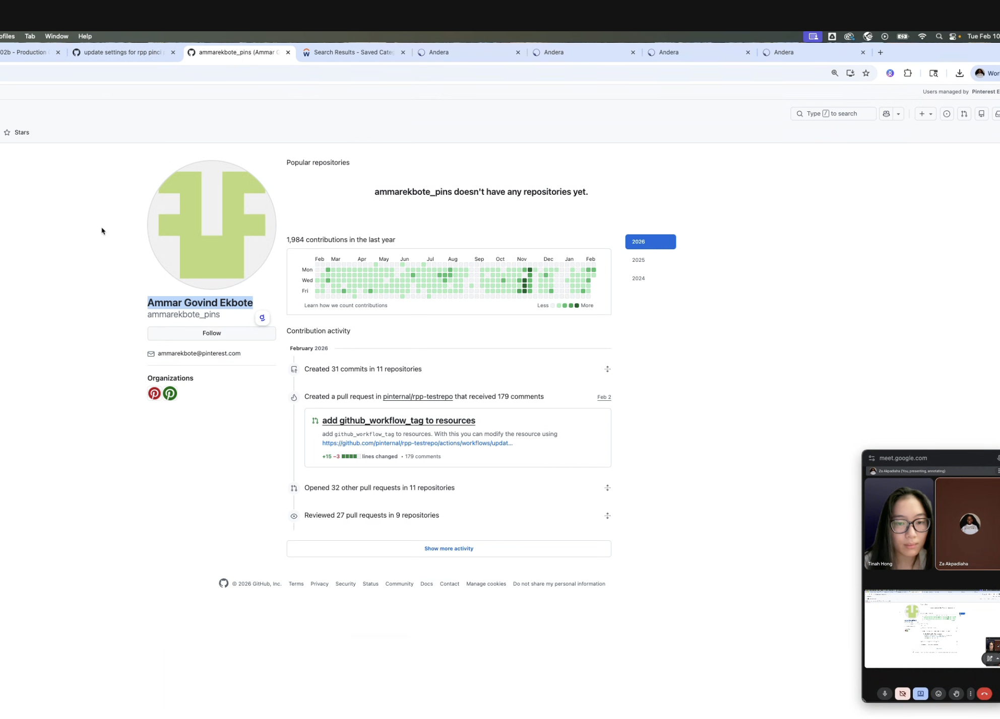 ofiles Tab Window Help Tue Feb 10
02b - Production update settings for rpp pinci ammarekbote_pins (Ammar G Search Results - Saved Categ Andera Andera Andera Andera
Wor
Users managed by Pinterest E
Type / to search
Stars
Popular repositories
ammarekbote_pins doesn't have any repositories yet.
1,984 contributions in the last year
2026
2025
2024
Feb Mar Apr May Jun Jul Aug Sep Oct Nov Dec Jan Feb
Mon
Wed
Fri
Learn how we count contributions Less More
Ammar Govind Ekbote
ammarekbote_pins
Follow
ammarekbote@pinterest.com
Organizations
Contribution activity
February 2026
Created 31 commits in 11 repositories
Created a pull request in pinternal/rpp-testrepo that received 179 comments Feb 2
add github_workflow_tag to resources
add github_workflow_tag to resources. With this you can modify the resource using
https://github.com/pinternal/rpp-testrepo/actions/workflows/updat...
+15 −3 lines changed • 179 comments
Opened 32 other pull requests in 11 repositories
Reviewed 27 pull requests in 9 repositories
Show more activity
© 2026 GitHub, Inc. Terms Privacy Security Status Community Docs Contact Manage cookies Do not share my personal information
meet.google.com
Za Akpadiaha (You, presenting, annotating)
Tinah Hong
Za Akpadiaha